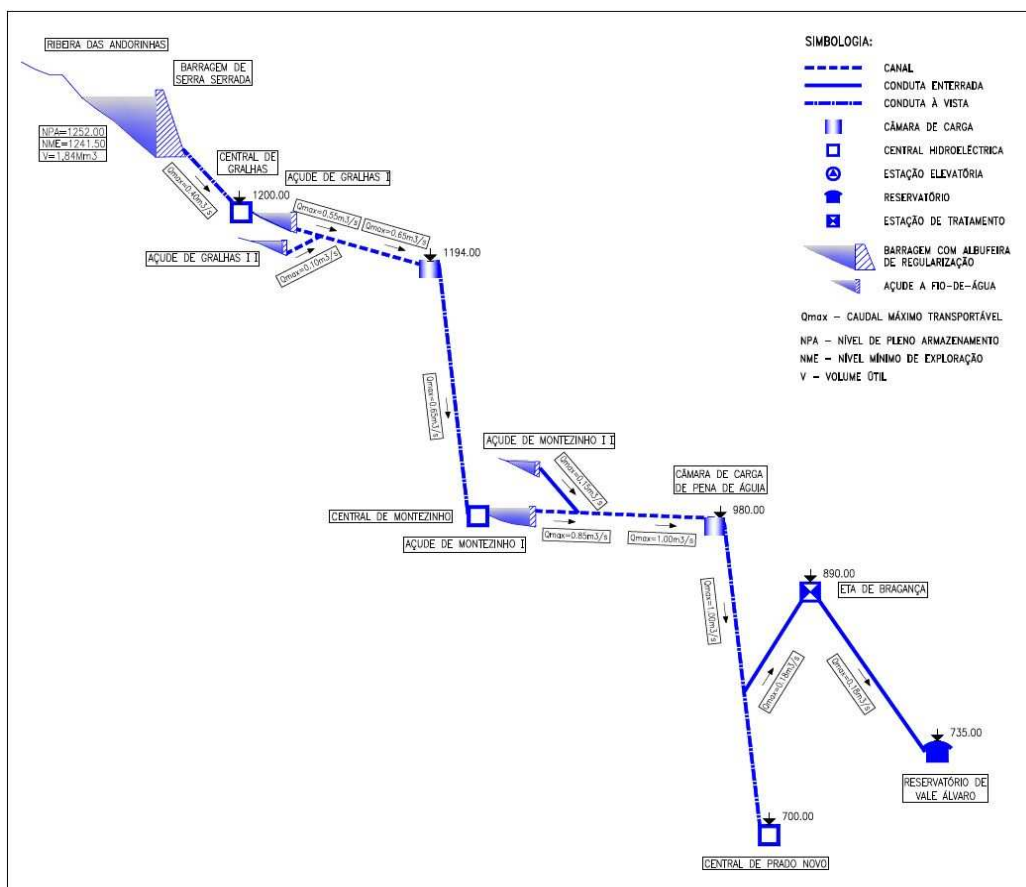 RIBEIRA DAS ANDORINHAS
BARRAGEM DE
SERRA SERRADA
NPA=1252.00
NME=1241.50
V=1,84Mm3
Qmax=0.40m3/s
CENTRAL DE
GRALHAS
1200.00
AÇUDE DE GRALHAS I
Qmax=0.55m3/s
Qmax=0.65m3/s
AÇUDE DE GRALHAS II
Qmax=0.10m3/s
1194.00
Qmax=0.65m3/s
CENTRAL DE MONTEZINHO
AÇUDE DE MONTEZINHO I
AÇUDE DE MONTEZINHO II
Qmax=0,15m3/s
Qmax=0.85m3/s
Qmax=1.00m3/s
CÂMARA DE CARGA
DE PENA DE ÁGUIA
980.00
Qmax=1.00m3/s
890.00
ETA DE BRAGANÇA
Qmax=0.18m3/s
Qmax=0.18m3/s
735.00
RESERVATÓRIO DE
VALE ÁLVARO
700.00
CENTRAL DE PRADO NOVO
SIMBOLOGIA:
CANAL
CONDUTA ENTERRADA
CONDUTA À VISTA
CÂMARA DE CARGA
CENTRAL HIDROELÉCTRICA
ESTAÇÃO ELEVATÓRIA
RESERVATÓRIO
ESTAÇÃO DE TRATAMENTO
BARRAGEM COM ALBUFEIRA
DE REGULARIZAÇÃO
AÇUDE A FIO-DE-ÁGUA
Qmax – CAUDAL MÁXIMO TRANSPORTÁVEL
NPA – NÍVEL DE PLENO ARMAZENAMENTO
NME – NÍVEL MÍNIMO DE EXPLORAÇÃO
V – VOLUME ÚTIL